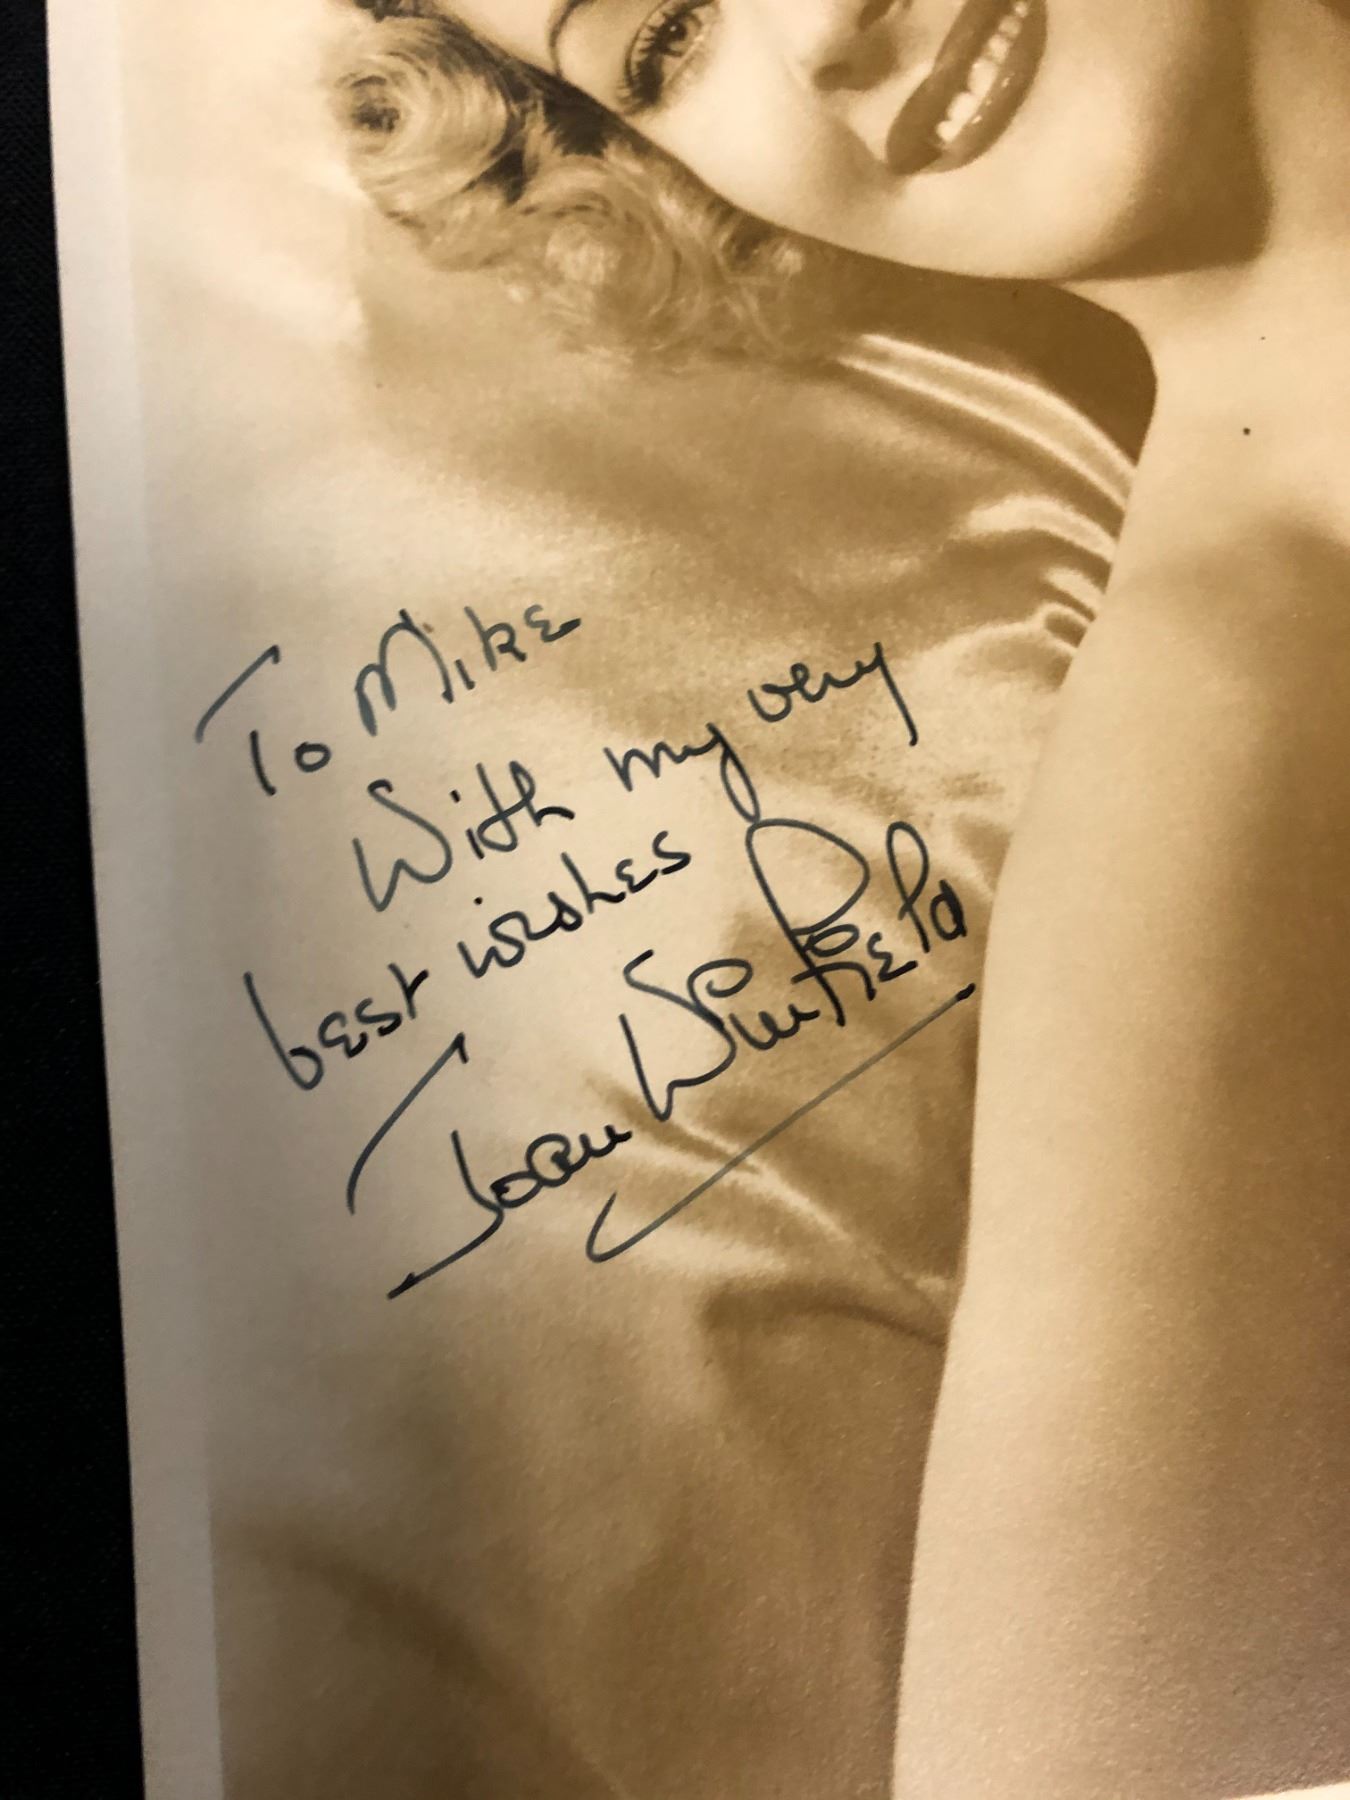 To Mike
With my very
best wishes
Joan Winfield